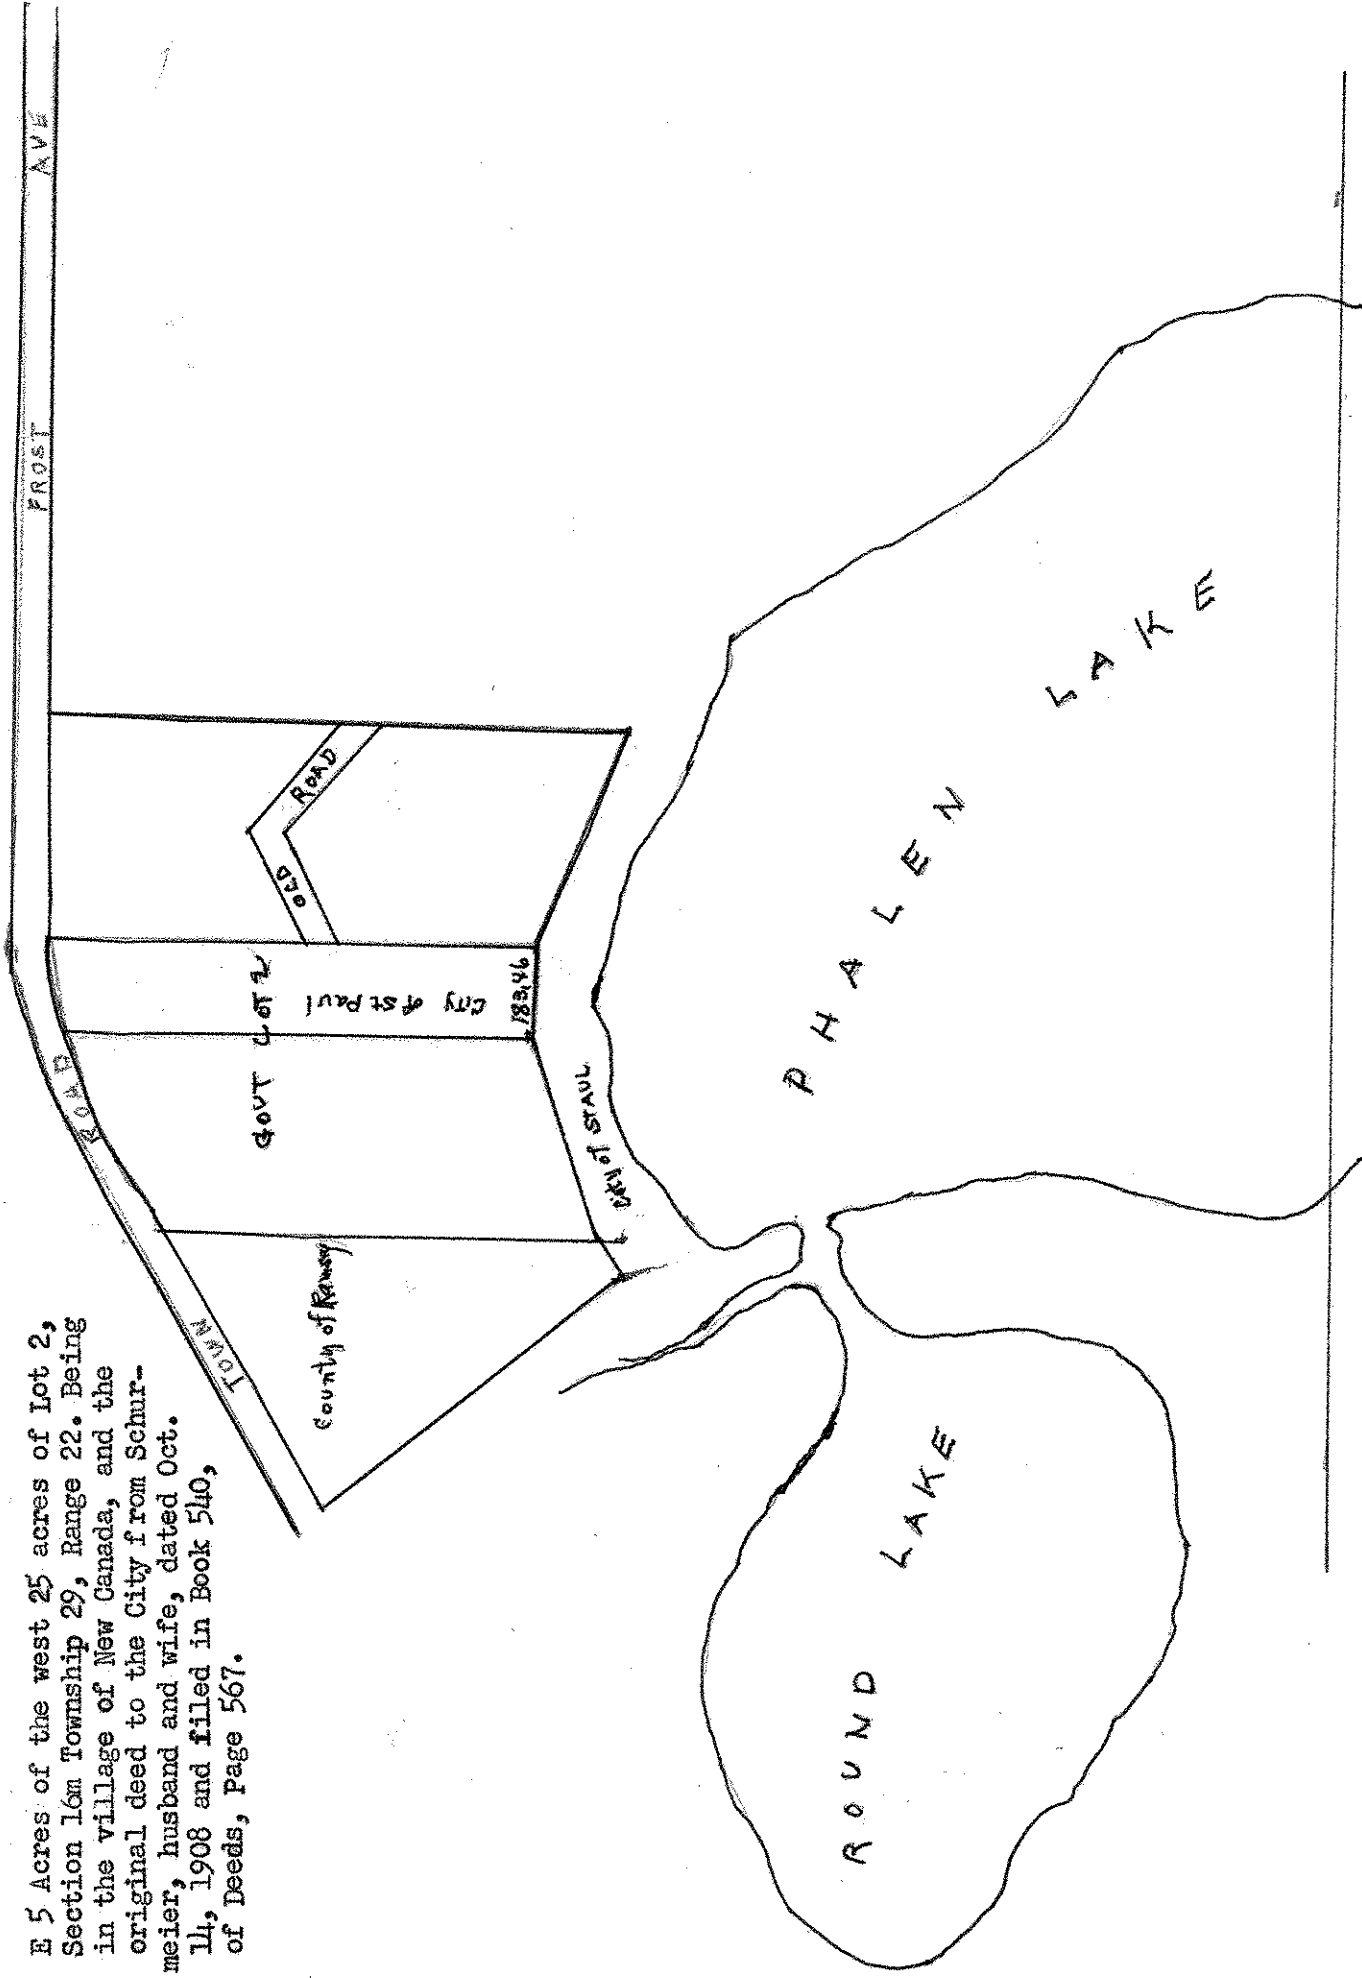 E 5 Acres of the west 25 acres of Lot 2,
Section 16m Township 29, Range 22. Being
in the village of New Canada, and the
original deed to the City from Schur-
meier, husband and wife, dated Oct.
14, 1908 and filed in Book 540,
of Deeds, Page 567.
TOWN ROAD
FROST AVE
County of Ramsey
GOVT LOT 2
City of St Paul
183.46
OLD ROAD
City of ST AUL
ROUND LAKE
PHALEN LAKE